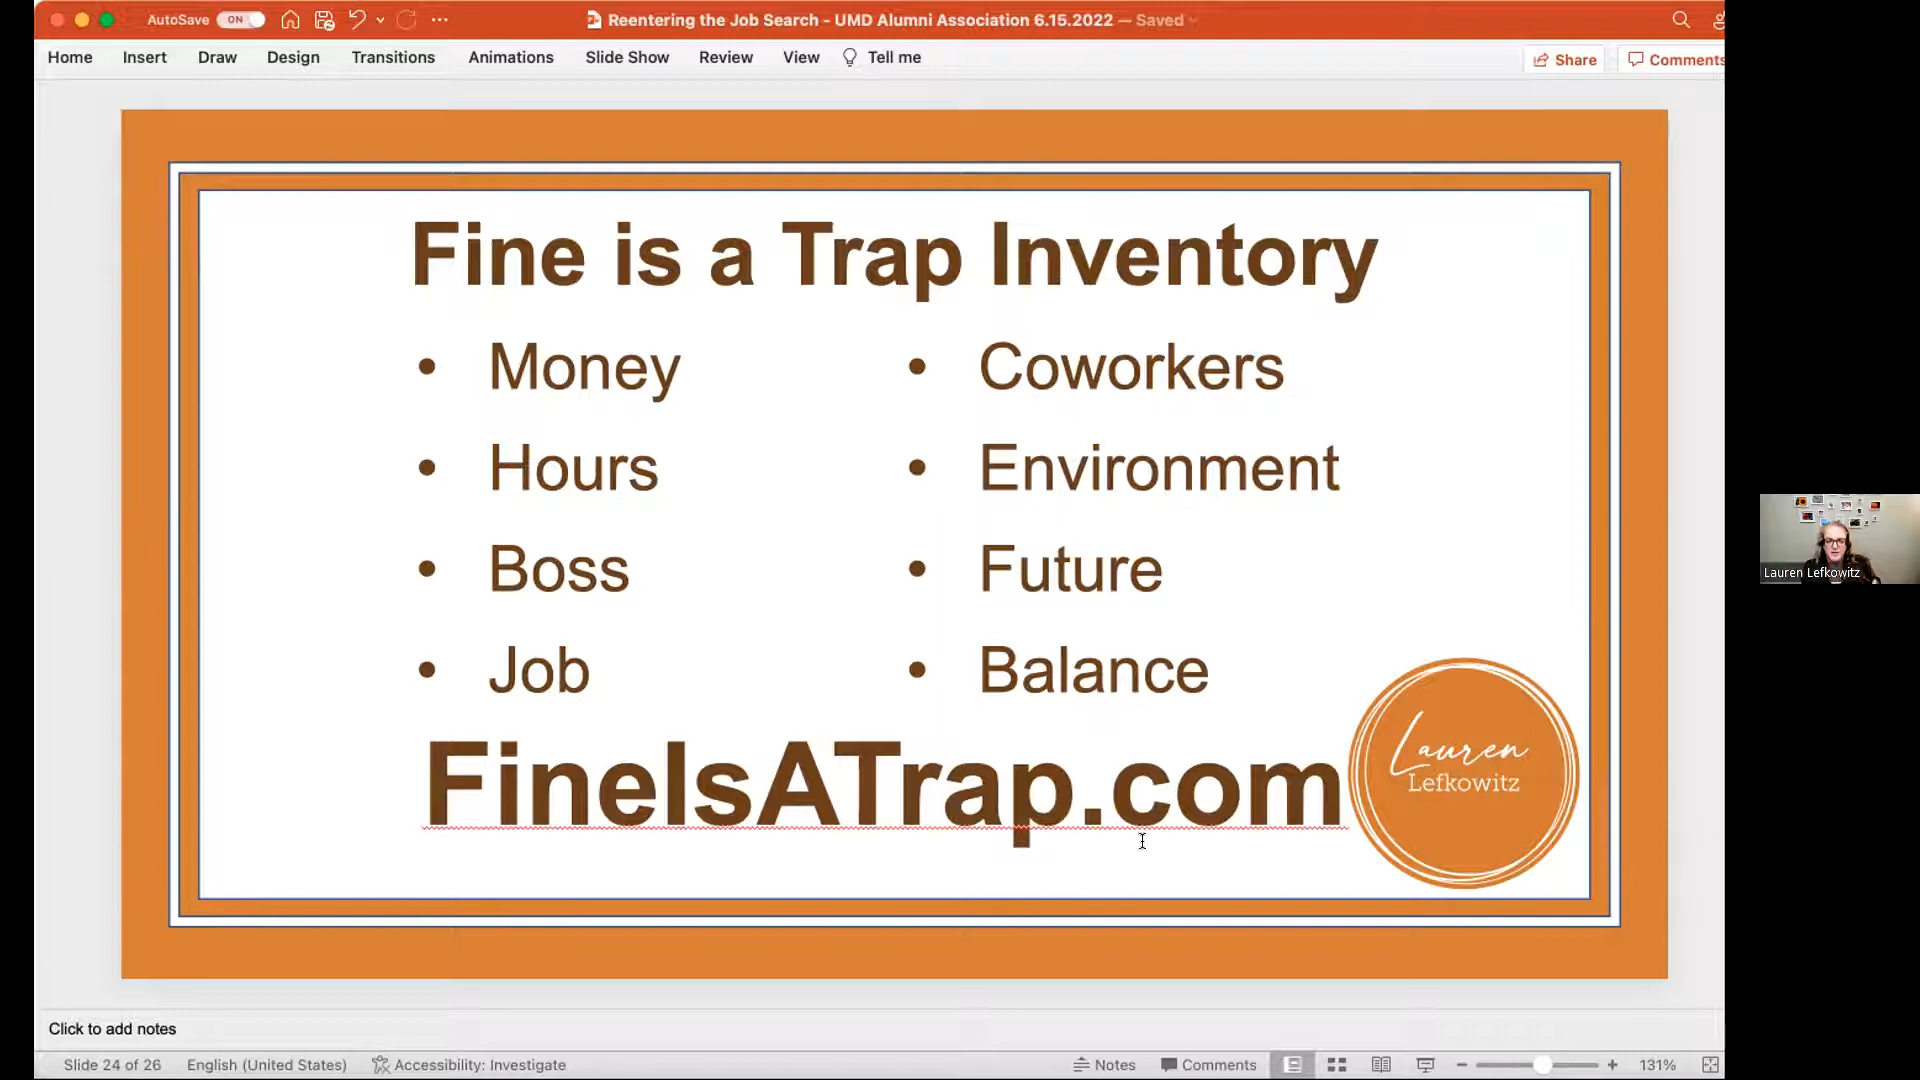 AutoSave ON
Reentering the Job Search - UMD Alumni Association 6.15.2022 — Saved
Home Insert Draw Design Transitions Animations Slide Show Review View Tell me
Share Comments
Fine is a Trap Inventory
• Money
• Hours
• Boss
• Job
• Coworkers
• Environment
• Future
• Balance
FineIsATrap.com
Lauren
Lefkowitz
Lauren Lefkowitz
Click to add notes
Slide 24 of 26 English (United States) Accessibility: Investigate Notes Comments 131%